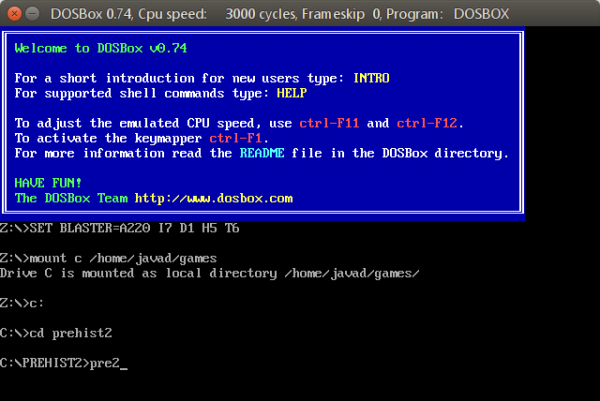 DOSBox 0.74, Cpu speed: 3000 cycles, Frameskip 0, Program: DOSBOX
Welcome to DOSBox v0.74
For a short introduction for new users type: INTRO
For supported shell commands type: HELP
To adjust the emulated CPU speed, use ctrl-F11 and ctrl-F12.
To activate the keymapper ctrl-F1.
For more information read the README file in the DOSBox directory.
HAVE FUN!
The DOSBox Team http://www.dosbox.com
Z:\>SET BLASTER=A220 I7 D1 H5 T6
Z:\>mount c /home/javad/games
Drive C is mounted as local directory /home/javad/games/
Z:\>c:
C:\>cd prehist2
C:\PREHIST2>pre2_